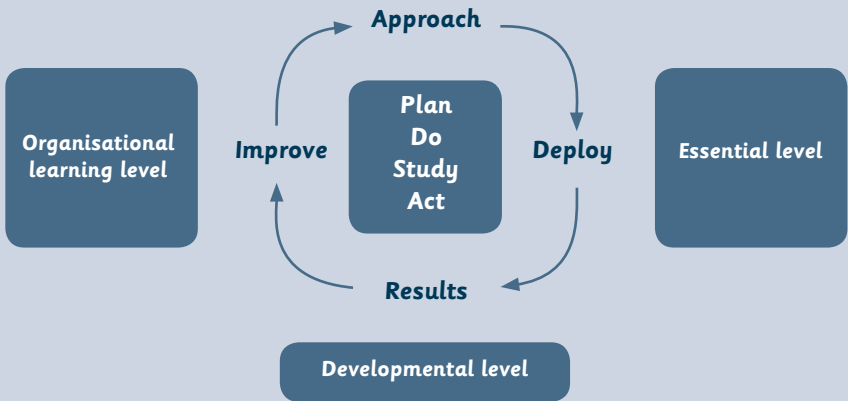 Approach
Organisational
learning level
Improve
Plan
Do
Study
Act
Deploy
Essential level
Results
Developmental level